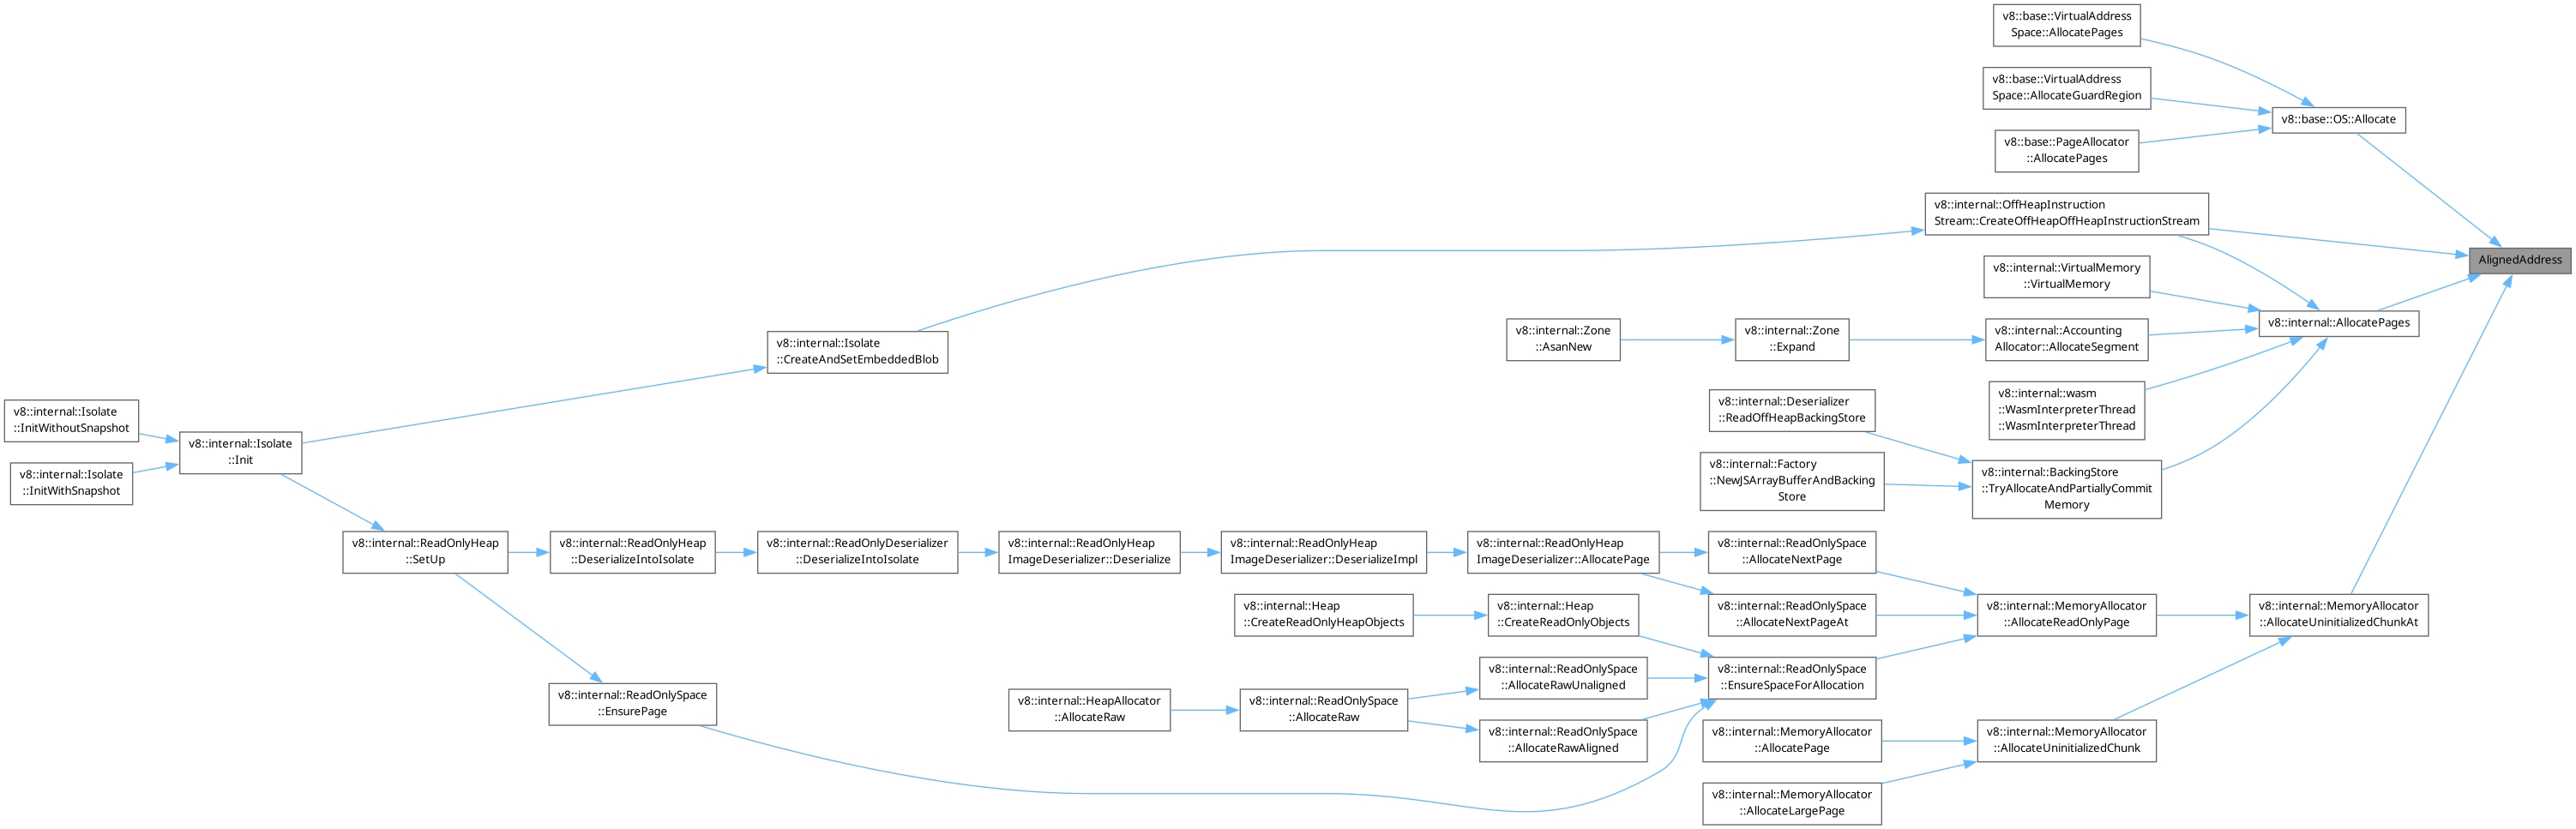 v8::base::VirtualAddress
Space::AllocatePages
v8::base::VirtualAddress
Space::AllocateGuardRegion
v8::base::OS::Allocate
v8::base::PageAllocator
::AllocatePages
v8::internal::OffHeapInstruction
Stream::CreateOffHeapOffHeapInstructionStream
AlignedAddress
v8::internal::VirtualMemory
::VirtualMemory
v8::internal::AllocatePages
v8::internal::Isolate
::CreateAndSetEmbeddedBlob
v8::internal::Zone
::AsanNew
v8::internal::Zone
::Expand
v8::internal::Accounting
Allocator::AllocateSegment
v8::internal::wasm
::WasmInterpreterThread
::WasmInterpreterThread
v8::internal::Deserializer
::ReadOffHeapBackingStore
v8::internal::Isolate
::InitWithoutSnapshot
v8::internal::Isolate
::Init
v8::internal::Isolate
::InitWithSnapshot
v8::internal::Factory
::NewJSArrayBufferAndBacking
Store
v8::internal::BackingStore
::TryAllocateAndPartiallyCommit
Memory
v8::internal::ReadOnlyHeap
::SetUp
v8::internal::ReadOnlyHeap
::DeserializeIntoIsolate
v8::internal::ReadOnlyDeserializer
::DeserializeIntoIsolate
v8::internal::ReadOnlyHeap
ImageDeserializer::Deserialize
v8::internal::ReadOnlyHeap
ImageDeserializer::DeserializeImpl
v8::internal::ReadOnlyHeap
ImageDeserializer::AllocatePage
v8::internal::ReadOnlySpace
::AllocateNextPage
v8::internal::Heap
::CreateReadOnlyHeapObjects
v8::internal::Heap
::CreateReadOnlyObjects
v8::internal::ReadOnlySpace
::AllocateNextPageAt
v8::internal::MemoryAllocator
::AllocateReadOnlyPage
v8::internal::MemoryAllocator
::AllocateUninitializedChunkAt
v8::internal::ReadOnlySpace
::AllocateRawUnaligned
v8::internal::ReadOnlySpace
::EnsureSpaceForAllocation
v8::internal::ReadOnlySpace
::EnsurePage
v8::internal::HeapAllocator
::AllocateRaw
v8::internal::ReadOnlySpace
::AllocateRaw
v8::internal::ReadOnlySpace
::AllocateRawAligned
v8::internal::MemoryAllocator
::AllocatePage
v8::internal::MemoryAllocator
::AllocateUninitializedChunk
v8::internal::MemoryAllocator
::AllocateLargePage